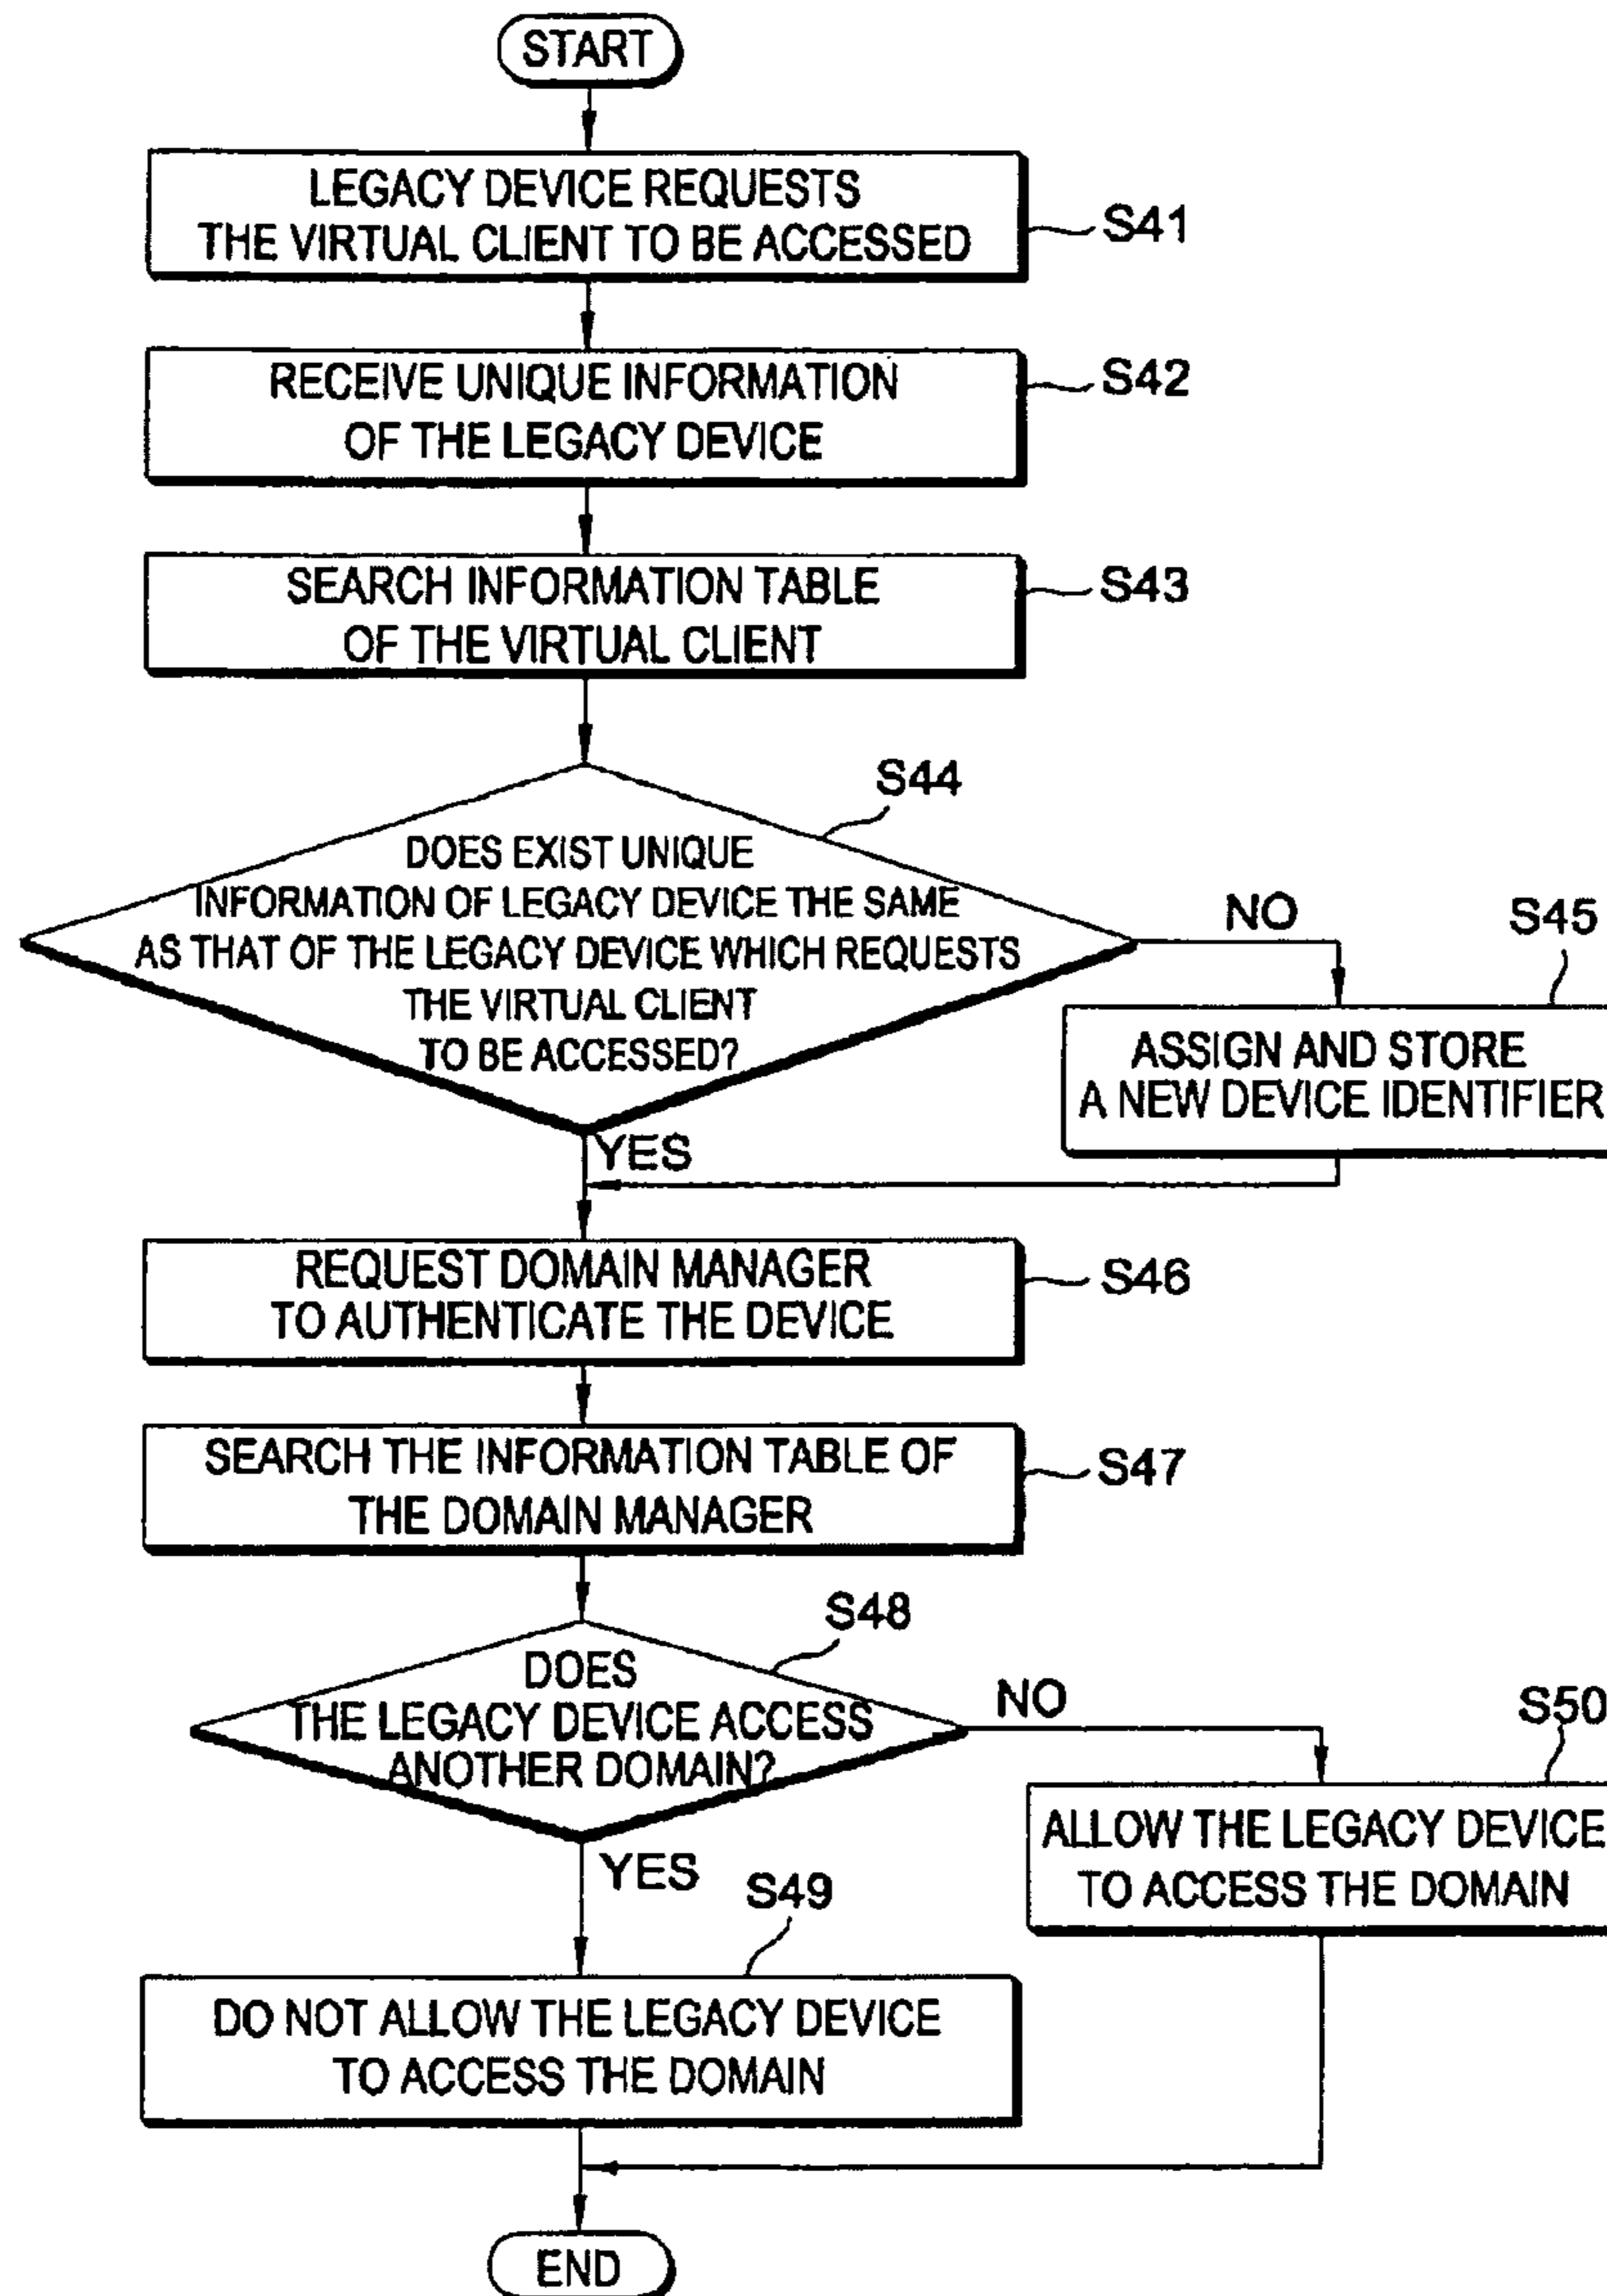 START
LEGACY DEVICE REQUESTS
THE VIRTUAL CLIENT TO BE ACCESSED
S41
RECEIVE UNIQUE INFORMATION
OF THE LEGACY DEVICE
S42
SEARCH INFORMATION TABLE
OF THE VIRTUAL CLIENT
S43
S44
DOES EXIST UNIQUE
INFORMATION OF LEGACY DEVICE THE SAME
AS THAT OF THE LEGACY DEVICE WHICH REQUESTS
THE VIRTUAL CLIENT
TO BE ACCESSED?
NO
S45
ASSIGN AND STORE
A NEW DEVICE IDENTIFIER
YES
REQUEST DOMAIN MANAGER
TO AUTHENTICATE THE DEVICE
S46
SEARCH THE INFORMATION TABLE OF
THE DOMAIN MANAGER
S47
S48
DOES
THE LEGACY DEVICE ACCESS
ANOTHER DOMAIN?
NO
S50
ALLOW THE LEGACY DEVICE
TO ACCESS THE DOMAIN
YES
S49
DO NOT ALLOW THE LEGACY DEVICE
TO ACCESS THE DOMAIN
END